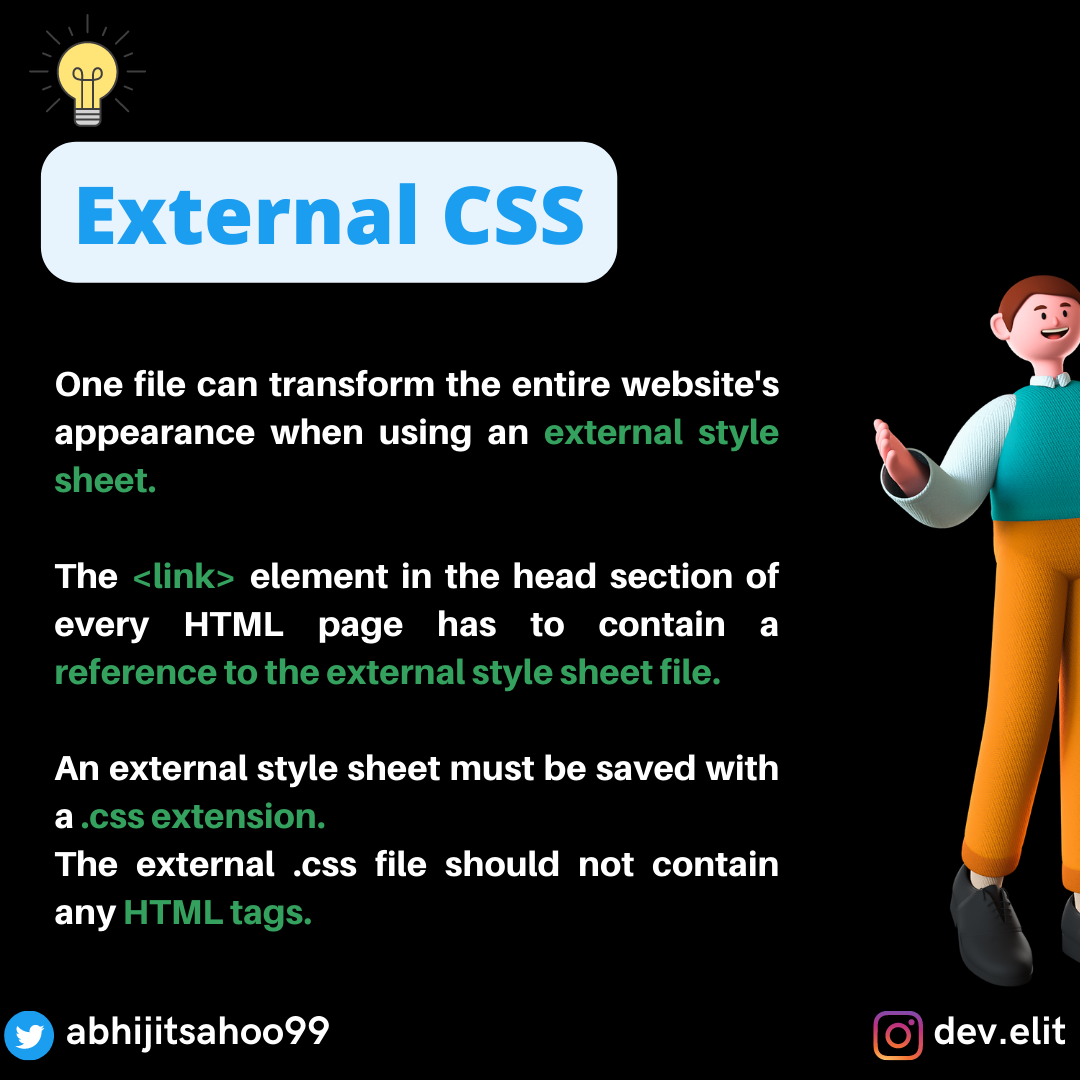 External CSS
One file can transform the entire website's
appearance when using an external style
sheet.
The <link> element in the head section of
every HTML page has to contain a
reference to the external style sheet file.
An external style sheet must be saved with
a .css extension.
The external .css file should not contain
any HTML tags.
abhijitsahoo99
dev.elit